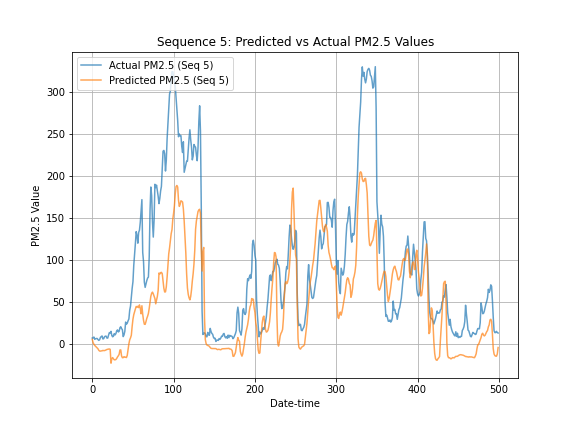 Sequence 5: Predicted vs Actual PM2.5 Values
Actual PM2.5 (Seq 5)
Predicted PM2.5 (Seq 5)
PM2.5 Value
300
250
200
150
100
50
0
0 100 200 300 400 500
Date-time